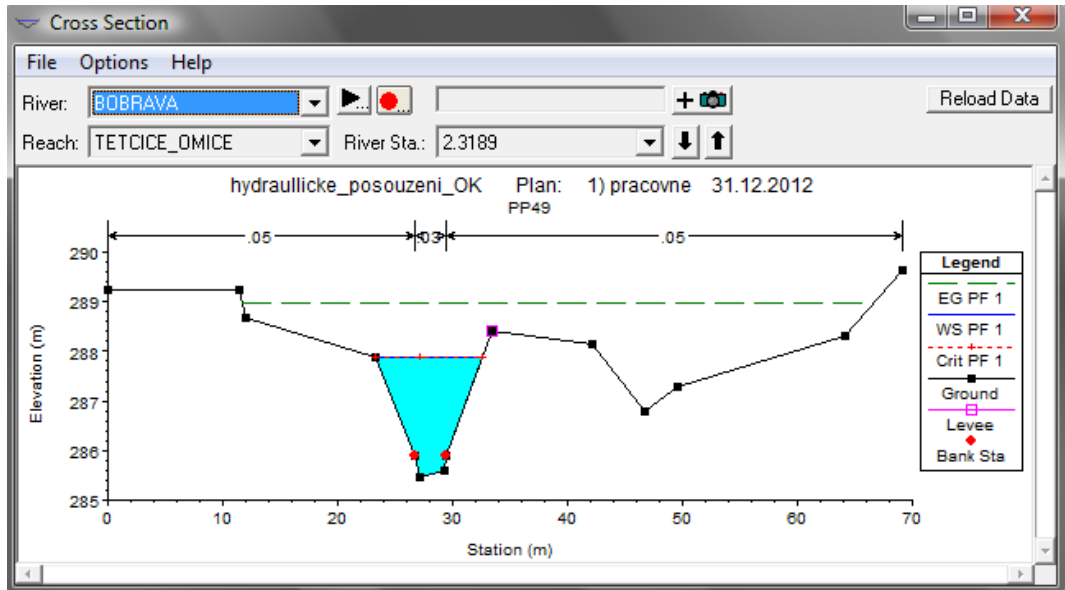 Cross Section
File Options Help
River: BOBRAVA Reload Data
Reach: TETCICE_OMICE River Sta.: 2.3189
hydraullicke_posouzeni_OK Plan: 1) pracovne 31.12.2012
PP49
.05 .03 .05
290
289
288
287
286
285
Elevation (m)
0 10 20 30 40 50 60 70
Station (m)
Legend
EG PF 1
WS PF 1
Crit PF 1
Ground
Levee
Bank Sta